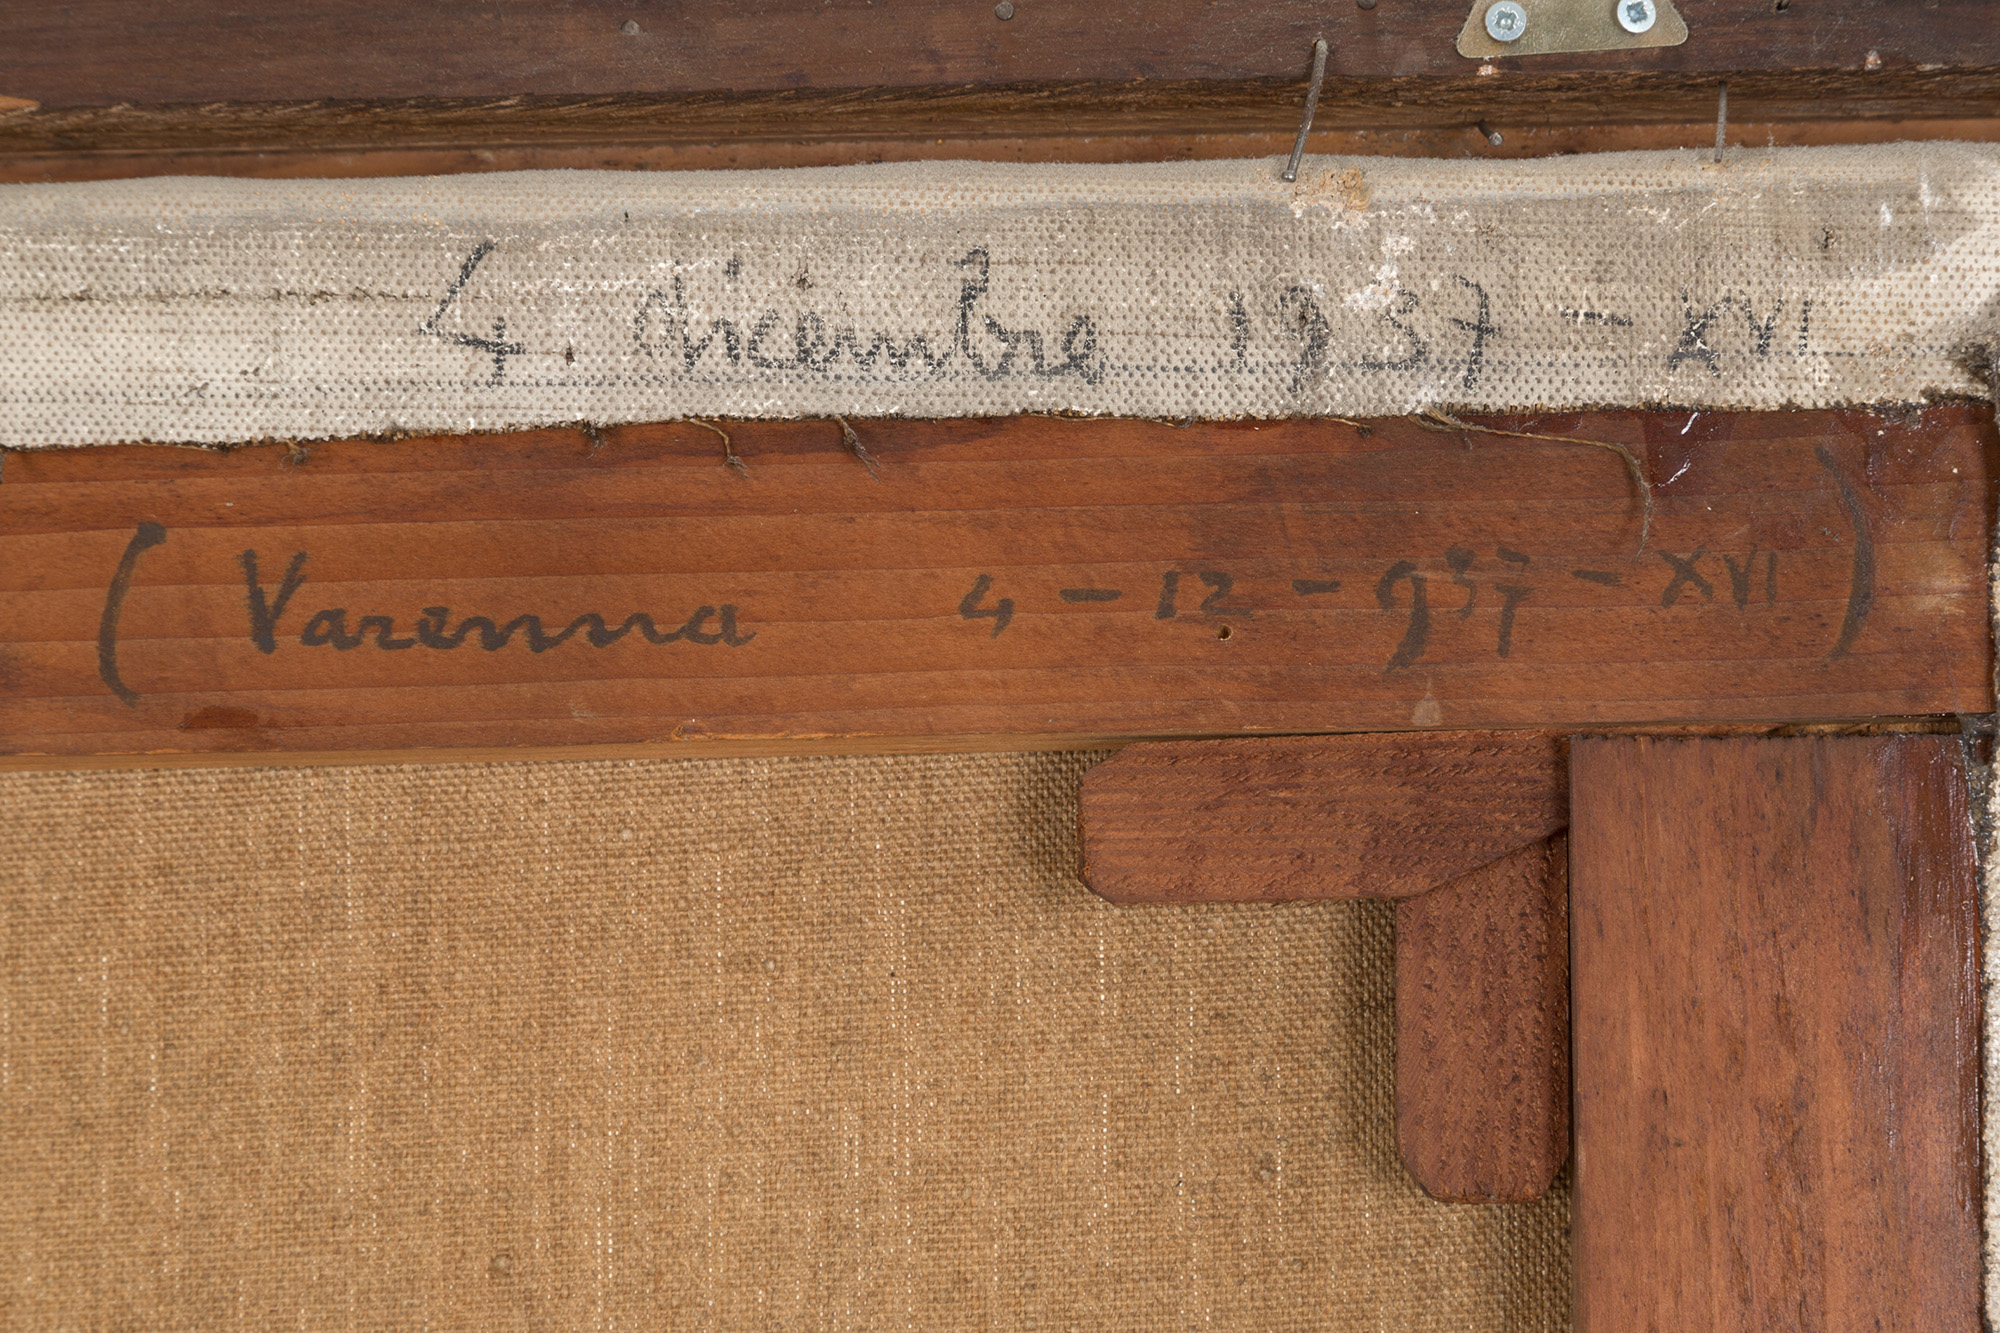 4 dicembre 1937 - XVI
( Varenna 4 - 12 - 937 - XVI )